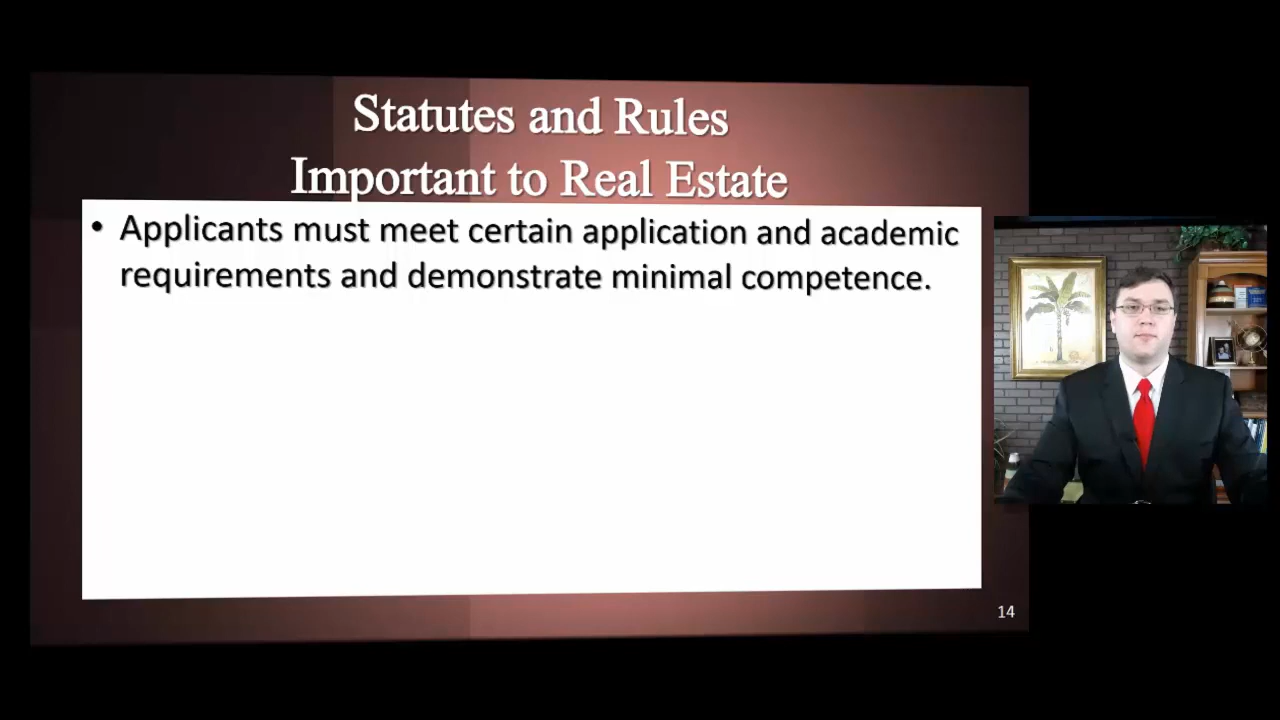 Statutes and Rules
Important to Real Estate
• Applicants must meet certain application and academic
requirements and demonstrate minimal competence.
14